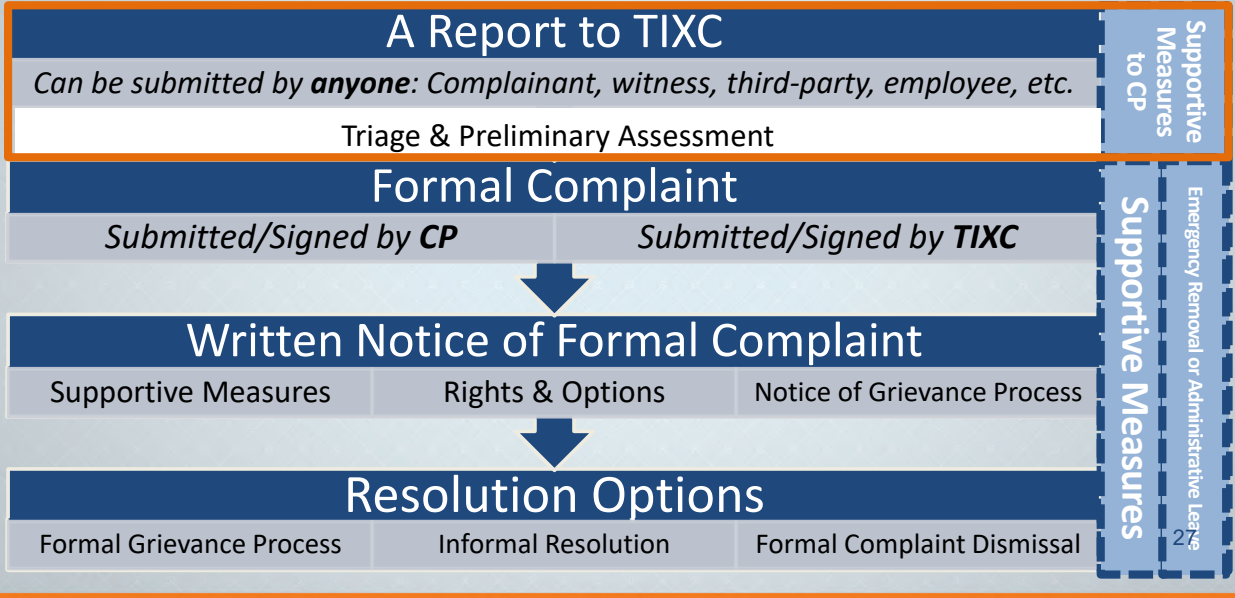 A Report to TIXC
Can be submitted by anyone: Complainant, witness, third-party, employee, etc.
Triage & Preliminary Assessment
Supportive
Measures
to CP
Formal Complaint
Submitted/Signed by CP
Submitted/Signed by TIXC
Written Notice of Formal Complaint
Supportive Measures
Rights & Options
Notice of Grievance Process
Resolution Options
Formal Grievance Process
Informal Resolution
Formal Complaint Dismissal
Supportive Measures
Emergency Removal or Administrative Leave
27